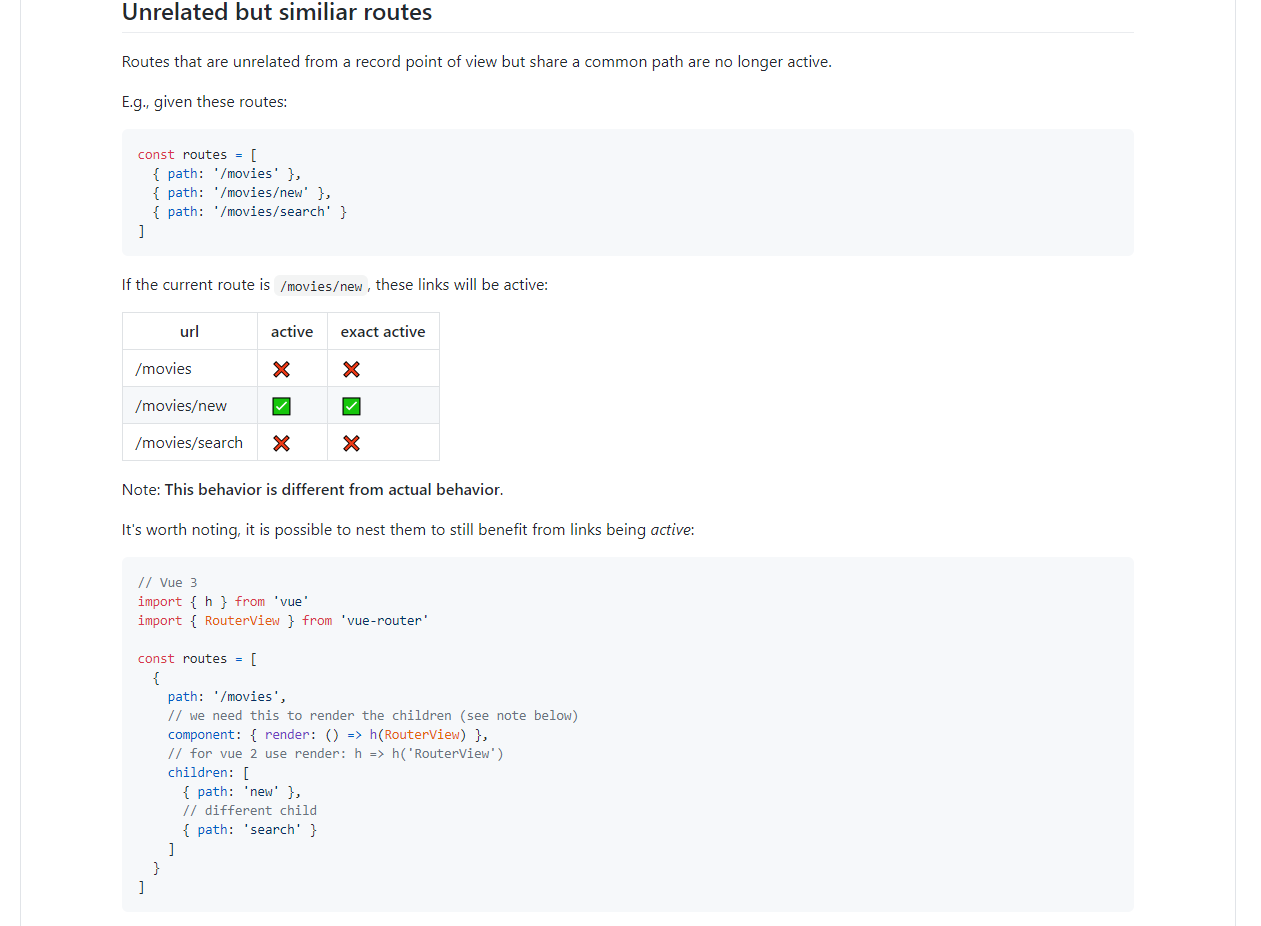 Unrelated but similiar routes
Routes that are unrelated from a record point of view but share a common path are no longer active.
E.g., given these routes:
const routes = [
  { path: '/movies' },
  { path: '/movies/new' },
  { path: '/movies/search' }
]
If the current route is /movies/new, these links will be active:
url active exact active
/movies ❌ ❌
/movies/new ✅ ✅
/movies/search ❌ ❌
Note: This behavior is different from actual behavior.
It's worth noting, it is possible to nest them to still benefit from links being active:
// Vue 3
import { h } from 'vue'
import { RouterView } from 'vue-router'
const routes = [
  {
    path: '/movies',
    // we need this to render the children (see note below)
    component: { render: () => h(RouterView) },
    // for vue 2 use render: h => h('RouterView')
    children: [
      { path: 'new' },
      // different child
      { path: 'search' }
    ]
  }
]